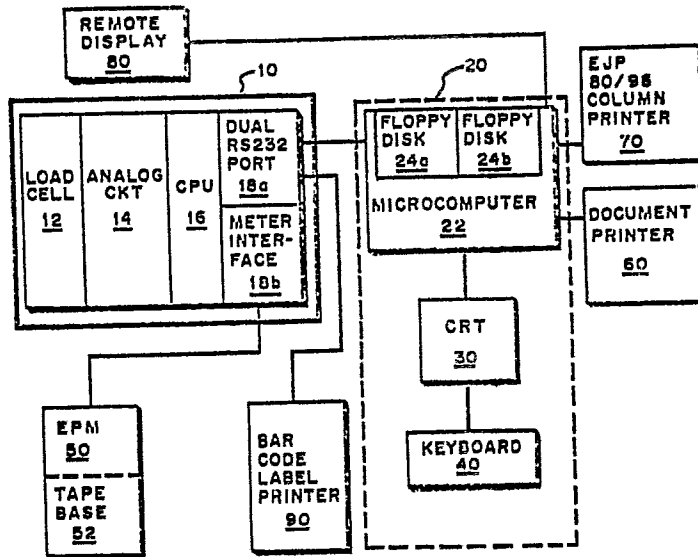 REMOTE
DISPLAY
80
10
20
EJP
80/96
COLUMN
PRINTER
70
LOAD
CELL
12
ANALOG
CKT
14
CPU
16
DUAL
RS232
PORT
18a
METER
INTER-
FACE
18b
FLOPPY
DISK
24a
FLOPPY
DISK
24b
MICROCOMPUTER
22
DOCUMENT
PRINTER
60
CRT
30
KEYBOARD
40
EPM
50
TAPE
BASE
52
BAR
CODE
LABEL
PRINTER
90